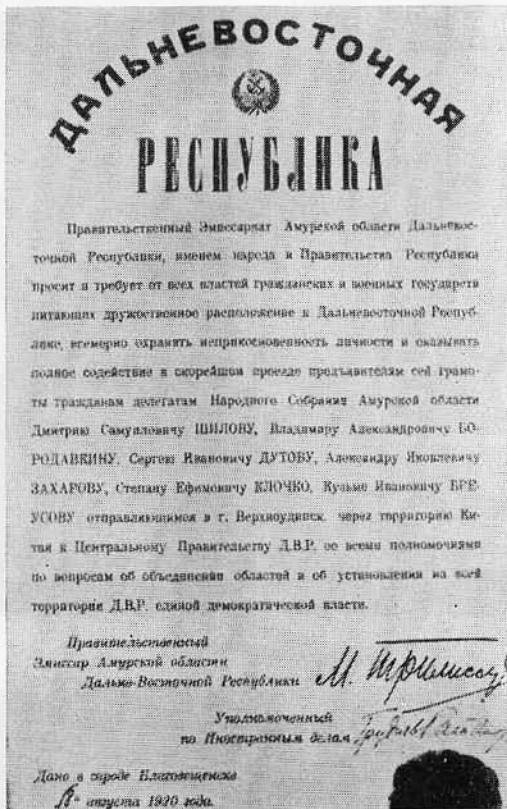 ДАЛЬНЕВОСТОЧНАЯ
РЕСПУБЛИКА
Правительственный Эмиссариат Амурской области Дальневос-
точной Республики, именем народа и Правительства Республики
просит и требует от всех властей гражданских и военных государств
питающих дружественное расположение к Дальневосточной Респуб-
лике, всемерно охранять неприкосновенность личности и оказывать
полное содействие в скорейшом проезде предъявителям сей грамо-
ты гражданам делегатам Народного Собрания Амурской области
Дмитрию Самуиловичу ШИЛОВУ, Владимиру Александровичу БО-
РОДАВКИНУ, Сергею Ивановичу ДУТОВУ, Александру Яковлевичу
ЗАХАРОВУ, Степану Ефимовичу КЛОЧКО, Кузьме Ивановичу БРЕ-
УСОВУ отправляющимся в г. Верхнеудинск через территорию Ки-
тая к Центральному Правительству Д.В.Р. со всеми полномочиями
по вопросам об объединении областей и об установлении на всей
территории Д.В.Р. единой демократической власти.
Правительственный
Эмиссар Амурской области
Дальне-Восточной Республики М.
Уполномоченный
по Иностранным делам
Дано в городе Благовещенске
августа 1920 года.